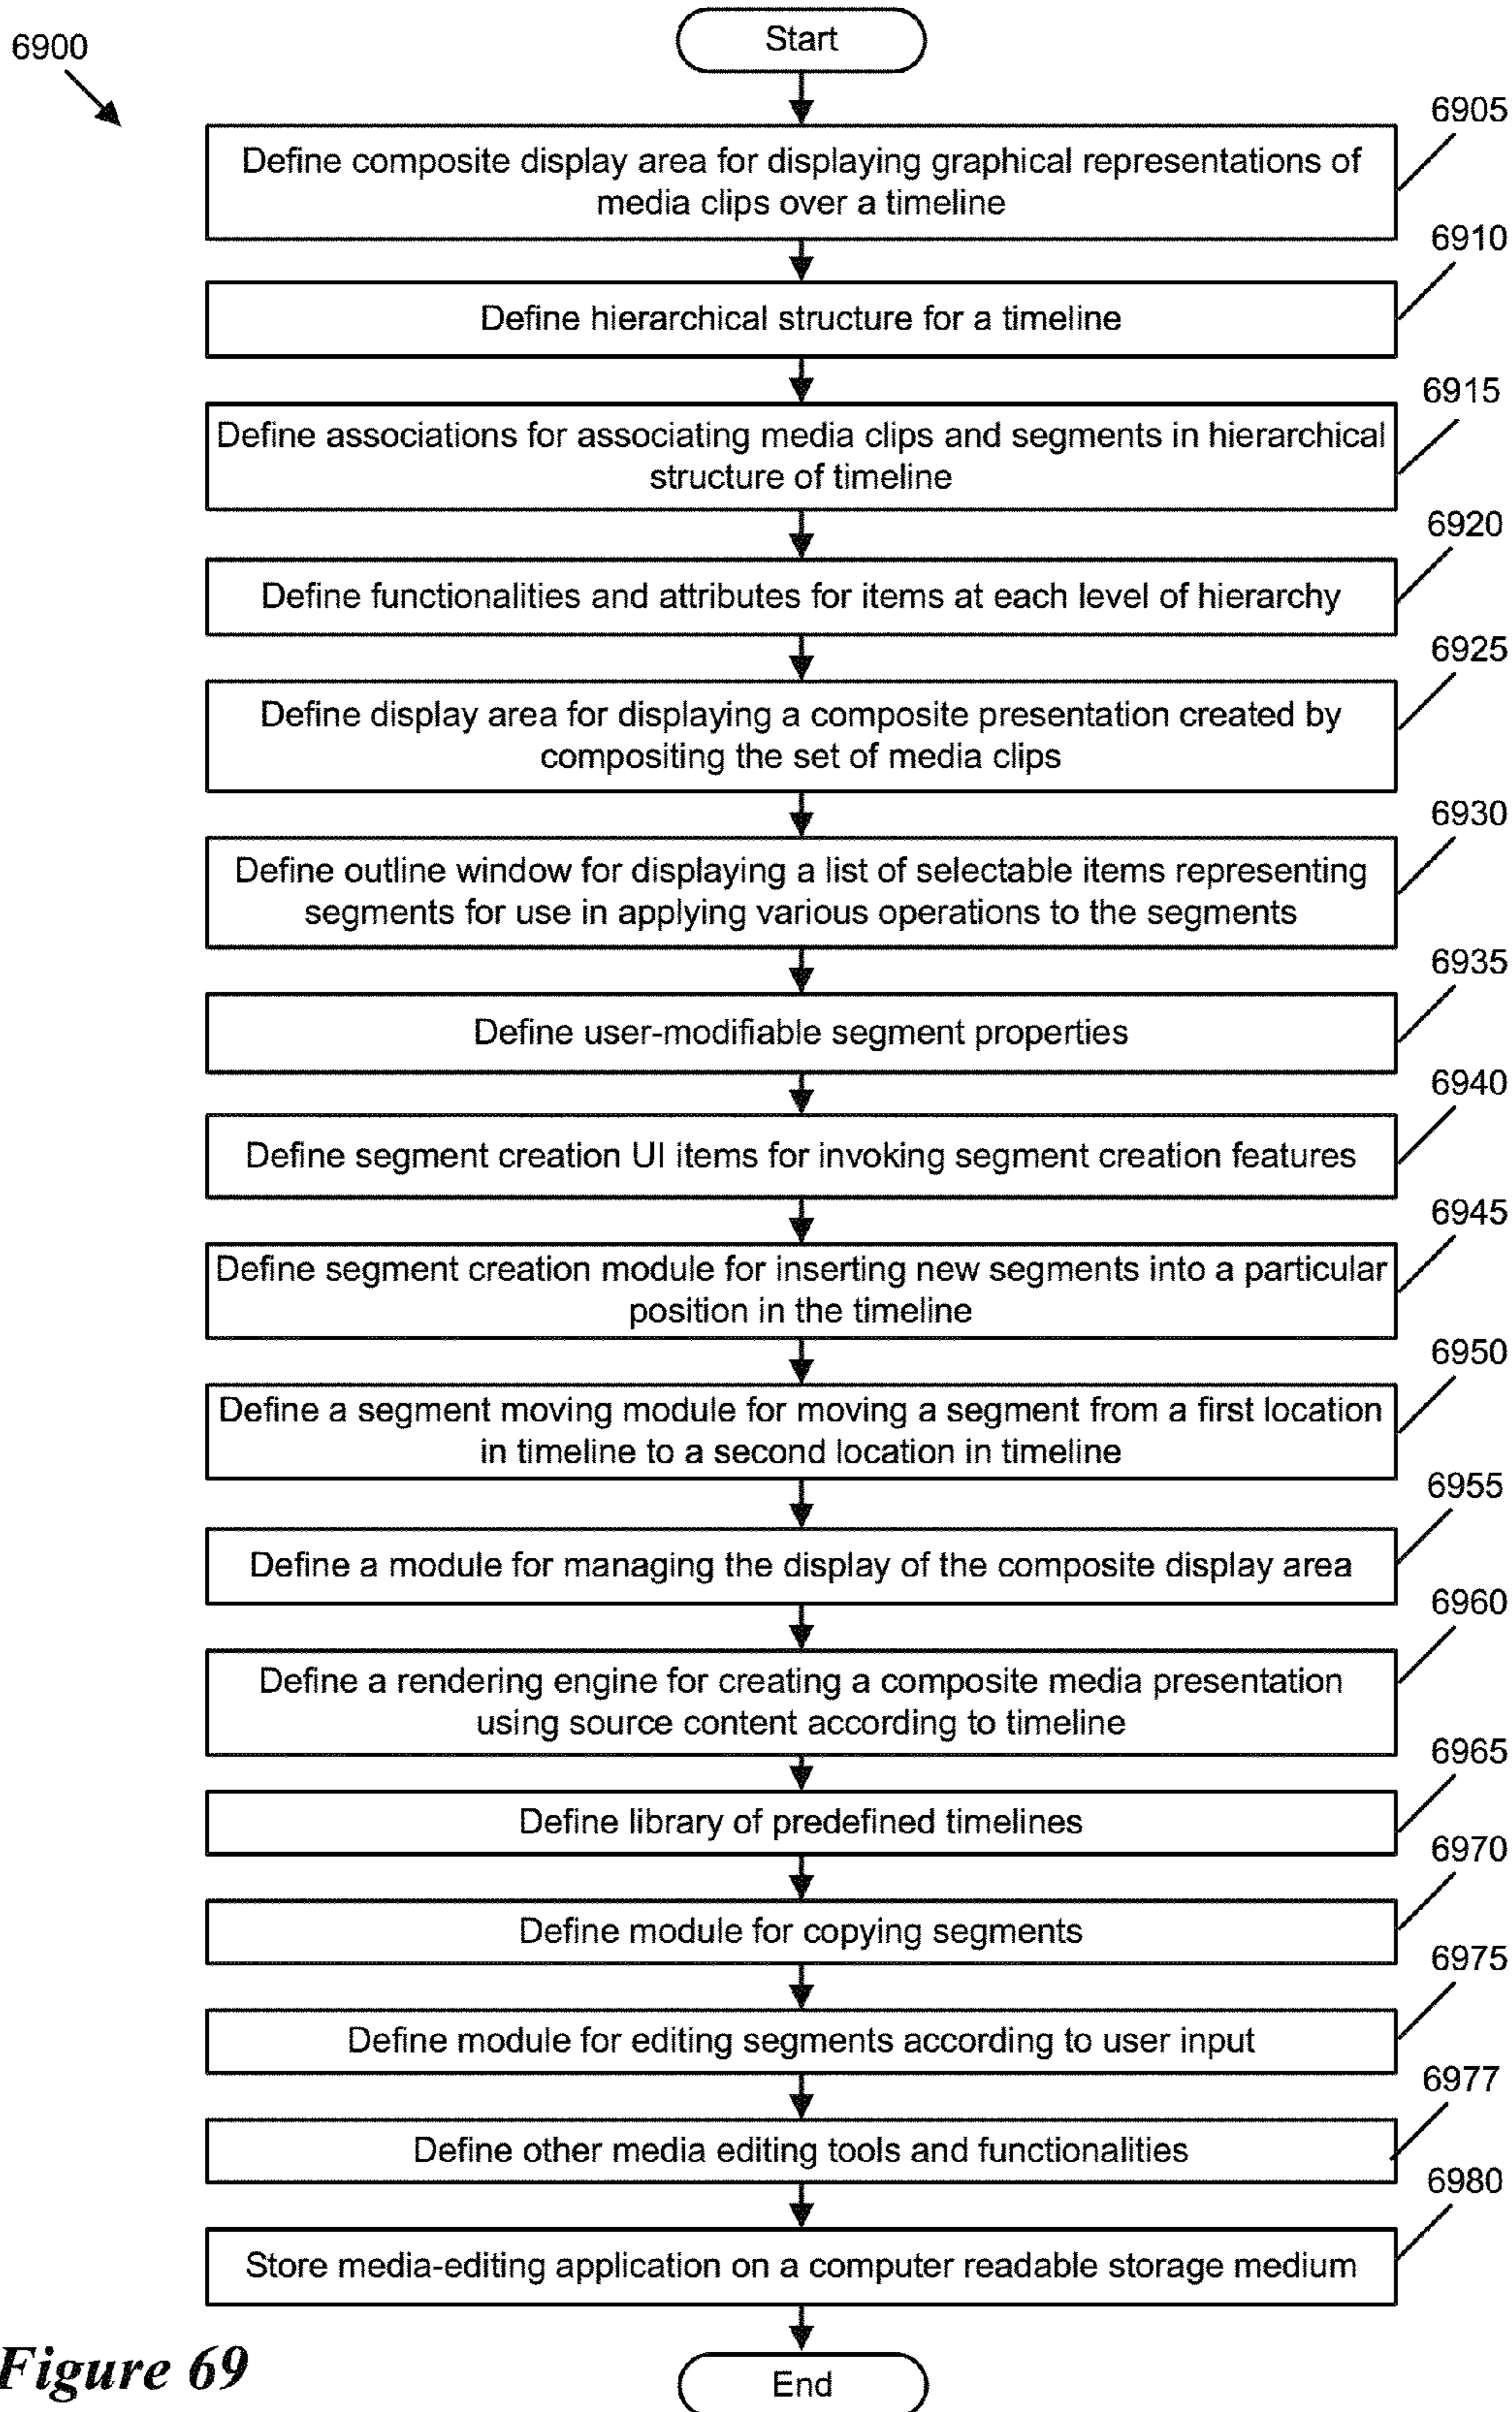 6900
Start
6905
Define composite display area for displaying graphical representations of
media clips over a timeline
6910
Define hierarchical structure for a timeline
6915
Define associations for associating media clips and segments in hierarchical
structure of timeline
6920
Define functionalities and attributes for items at each level of hierarchy
6925
Define display area for displaying a composite presentation created by
compositing the set of media clips
6930
Define outline window for displaying a list of selectable items representing
segments for use in applying various operations to the segments
6935
Define user-modifiable segment properties
6940
Define segment creation UI items for invoking segment creation features
6945
Define segment creation module for inserting new segments into a particular
position in the timeline
6950
Define a segment moving module for moving a segment from a first location
in timeline to a second location in timeline
6955
Define a module for managing the display of the composite display area
6960
Define a rendering engine for creating a composite media presentation
using source content according to timeline
6965
Define library of predefined timelines
6970
Define module for copying segments
6975
Define module for editing segments according to user input
6977
Define other media editing tools and functionalities
6980
Store media-editing application on a computer readable storage medium
End
Figure 69